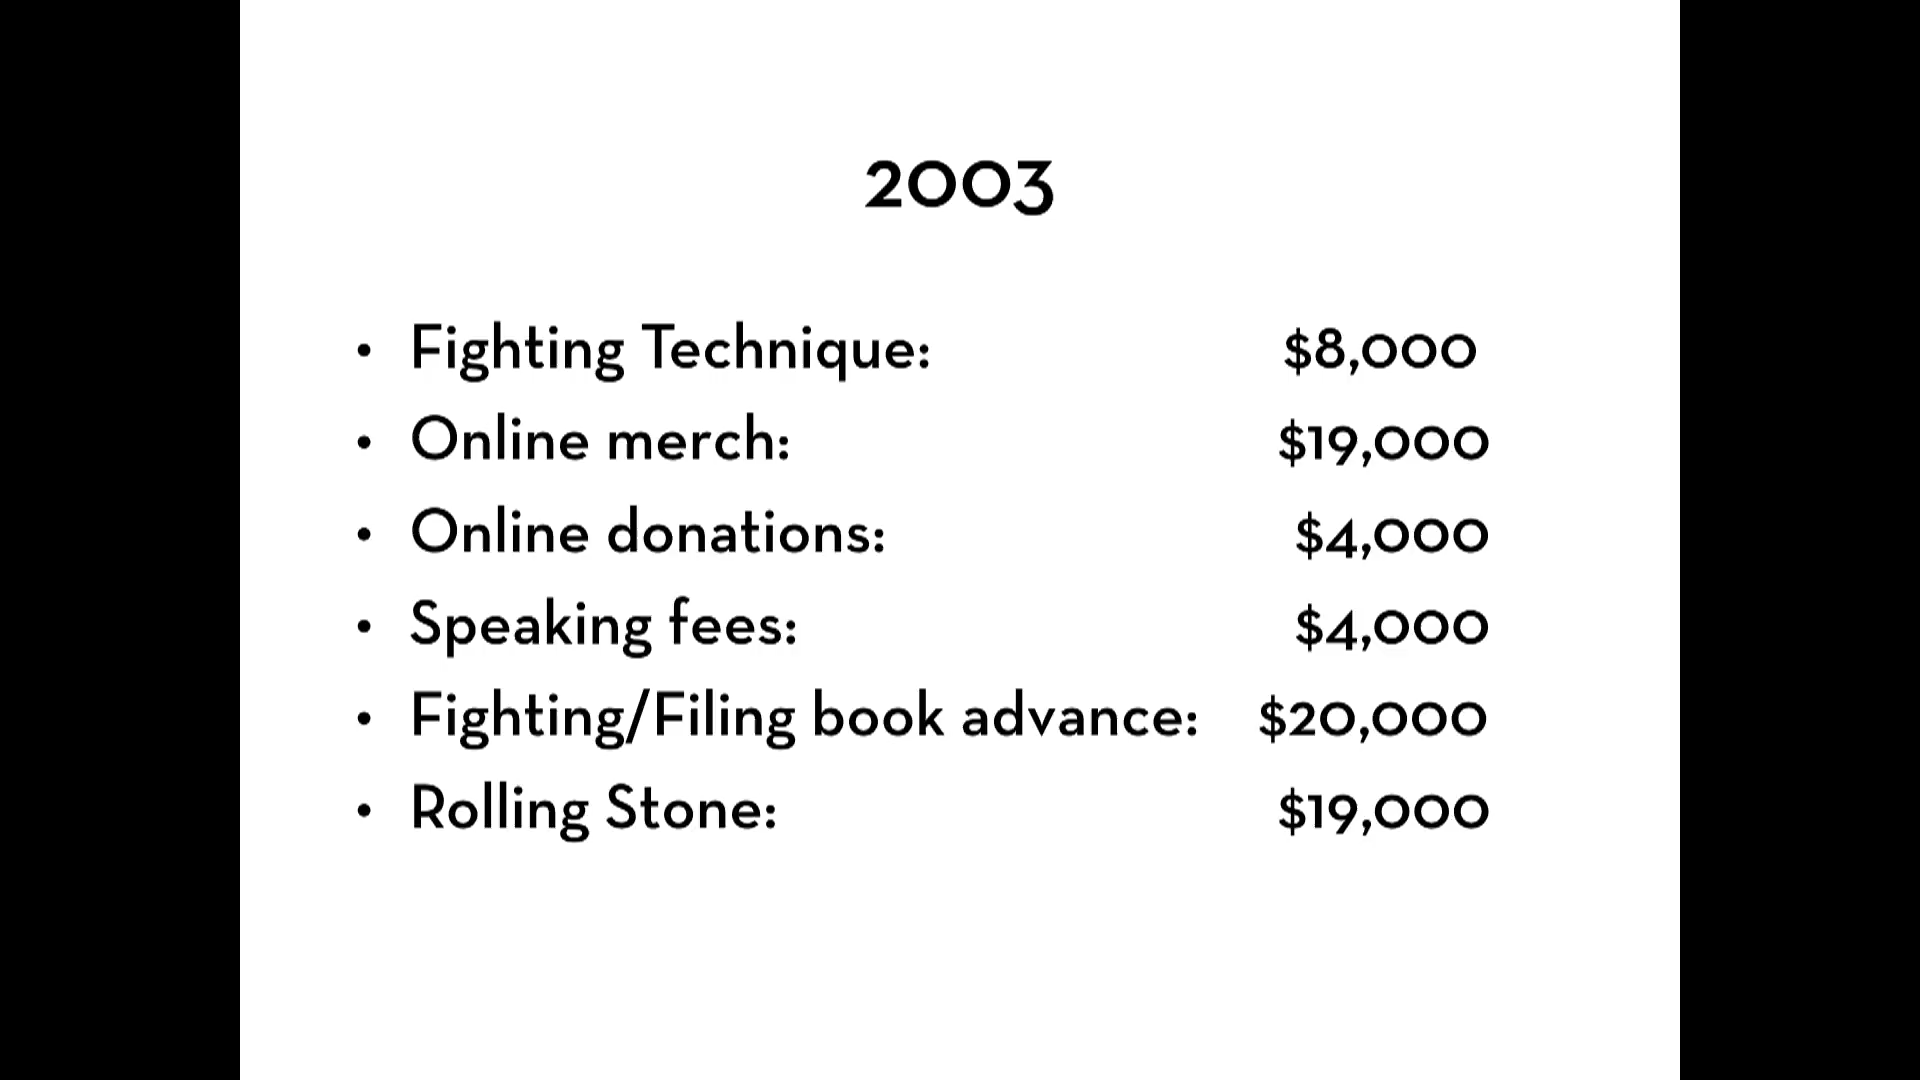 2003
• Fighting Technique: $8,000
• Online merch: $19,000
• Online donations: $4,000
• Speaking fees: $4,000
• Fighting/Filing book advance: $20,000
• Rolling Stone: $19,000